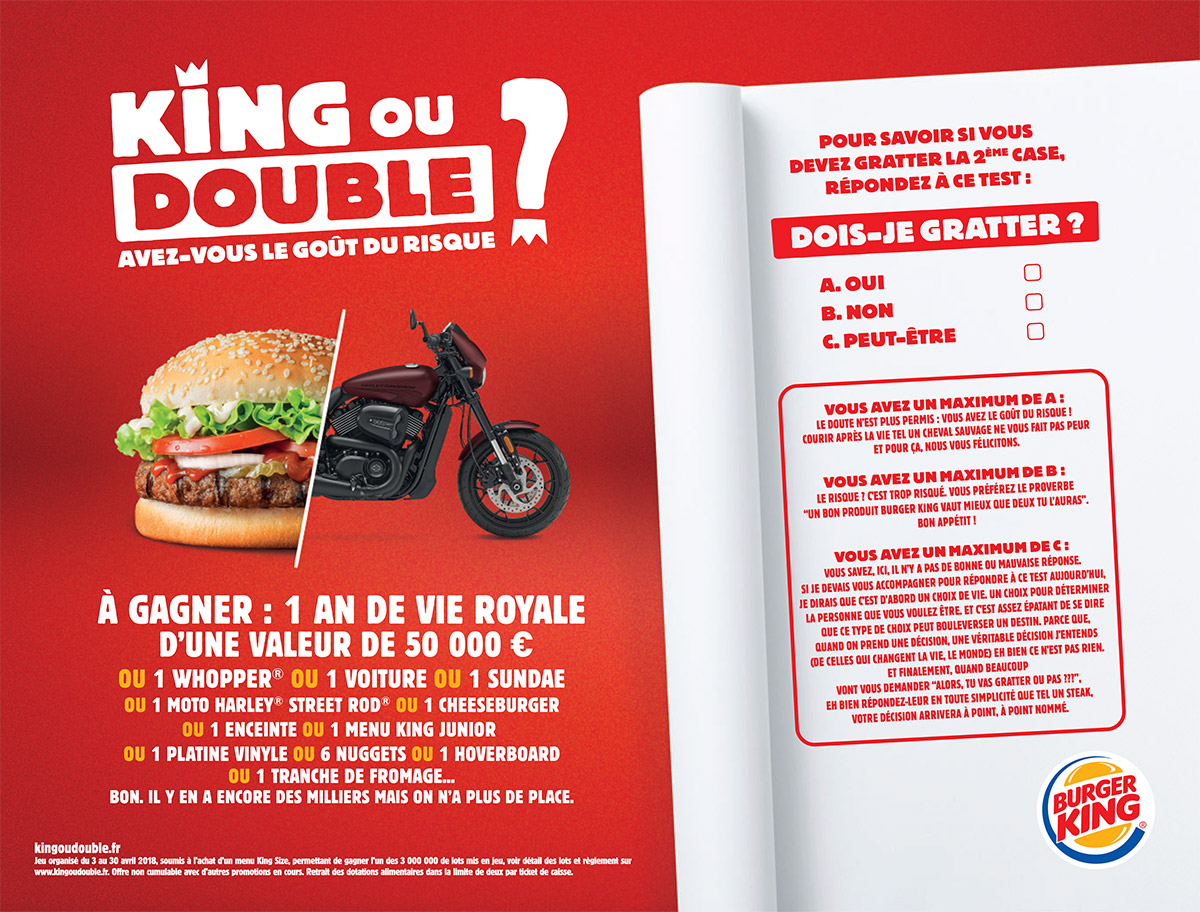 KING OU
DOUBLE ?
AVEZ-VOUS LE GOÛT DU RISQUE
À GAGNER : 1 AN DE VIE ROYALE
D'UNE VALEUR DE 50 000 €
OU 1 WHOPPER® OU 1 VOITURE OU 1 SUNDAE
OU 1 MOTO HARLEY® STREET ROD® OU 1 CHEESEBURGER
OU 1 ENCEINTE OU 1 MENU KING JUNIOR
OU 1 PLATINE VINYLE OU 6 NUGGETS OU 1 HOVERBOARD
OU 1 TRANCHE DE FROMAGE...
BON. IL Y EN A ENCORE DES MILLIERS MAIS ON N'A PLUS DE PLACE.
kingoudouble.fr
Jeu organisé du 3 au 30 avril 2018, soumis à l'achat d'un menu King Size, permettant de gagner l'un des 3 000 000 de lots mis en jeu, voir détail des lots et règlement sur
www.kingoudouble.fr. Offre non cumulable avec d'autres promotions en cours. Retrait des dotations alimentaires dans la limite de deux par ticket de caisse.
POUR SAVOIR SI VOUS
DEVEZ GRATTER LA 2ÈME CASE,
RÉPONDEZ À CE TEST :
DOIS-JE GRATTER ?
A. OUI
B. NON
C. PEUT-ÊTRE
VOUS AVEZ UN MAXIMUM DE A :
LE DOUTE N'EST PLUS PERMIS : VOUS AVEZ LE GOÛT DU RISQUE !
COURIR APRÈS LA VIE TEL UN CHEVAL SAUVAGE NE VOUS FAIT PAS PEUR
ET POUR ÇA, NOUS VOUS FÉLICITONS.
VOUS AVEZ UN MAXIMUM DE B :
LE RISQUE ? C'EST TROP RISQUÉ. VOUS PRÉFÉREZ LE PROVERBE
"UN BON PRODUIT BURGER KING VAUT MIEUX QUE DEUX TU L'AURAS".
BON APPÉTIT !
VOUS AVEZ UN MAXIMUM DE C :
VOUS SAVEZ, ICI, IL N'Y A PAS DE BONNE OU MAUVAISE RÉPONSE.
SI JE DEVAIS VOUS ACCOMPAGNER POUR RÉPONDRE À CE TEST AUJOURD'HUI,
JE DIRAIS QUE C'EST D'ABORD UN CHOIX DE VIE. UN CHOIX POUR DÉTERMINER
LA PERSONNE QUE VOUS VOULEZ ÊTRE. ET C'EST ASSEZ ÉPATANT DE SE DIRE
QUE CE TYPE DE CHOIX PEUT BOULEVERSER UN DESTIN. PARCE QUE,
QUAND ON PREND UNE DÉCISION, UNE VÉRITABLE DÉCISION J'ENTENDS
(DE CELLES QUI CHANGENT LA VIE, LE MONDE) EH BIEN CE N'EST PAS RIEN.
ET FINALEMENT, QUAND BEAUCOUP
VONT VOUS DEMANDER "ALORS, TU VAS GRATTER OU PAS ???",
EH BIEN RÉPONDEZ-LEUR EN TOUTE SIMPLICITÉ QUE TEL UN STEAK,
VOTRE DÉCISION ARRIVERA À POINT, À POINT NOMMÉ.
BURGER
KING®